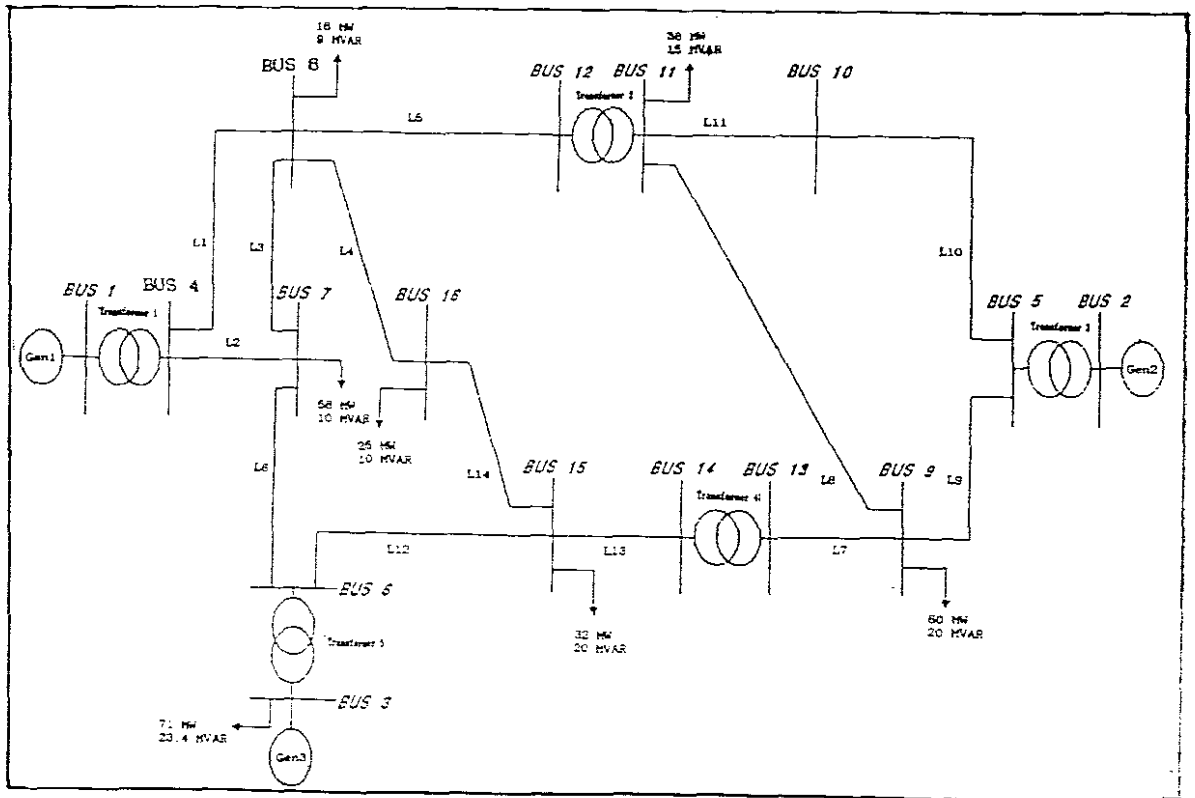 18 MW
9 MVAR
BUS 8
38 MW
15 MVAR
BUS 12
BUS 11
BUS 10
Transformer 2
L5
L11
L1
L3
L4
L10
BUS 1
BUS 4
BUS 7
BUS 16
BUS 5
BUS 2
Transformer 1
Transformer 3
Gen1
L2
Gen2
58 MW
10 MVAR
25 MW
10 MVAR
L6
L14
BUS 15
BUS 14
BUS 13
BUS 9
L8
L9
Transformer 4
L12
L13
L7
BUS 6
32 MW
20 MVAR
60 MW
20 MVAR
Transformer 5
BUS 3
71 MW
23.4 MVAR
Gen3